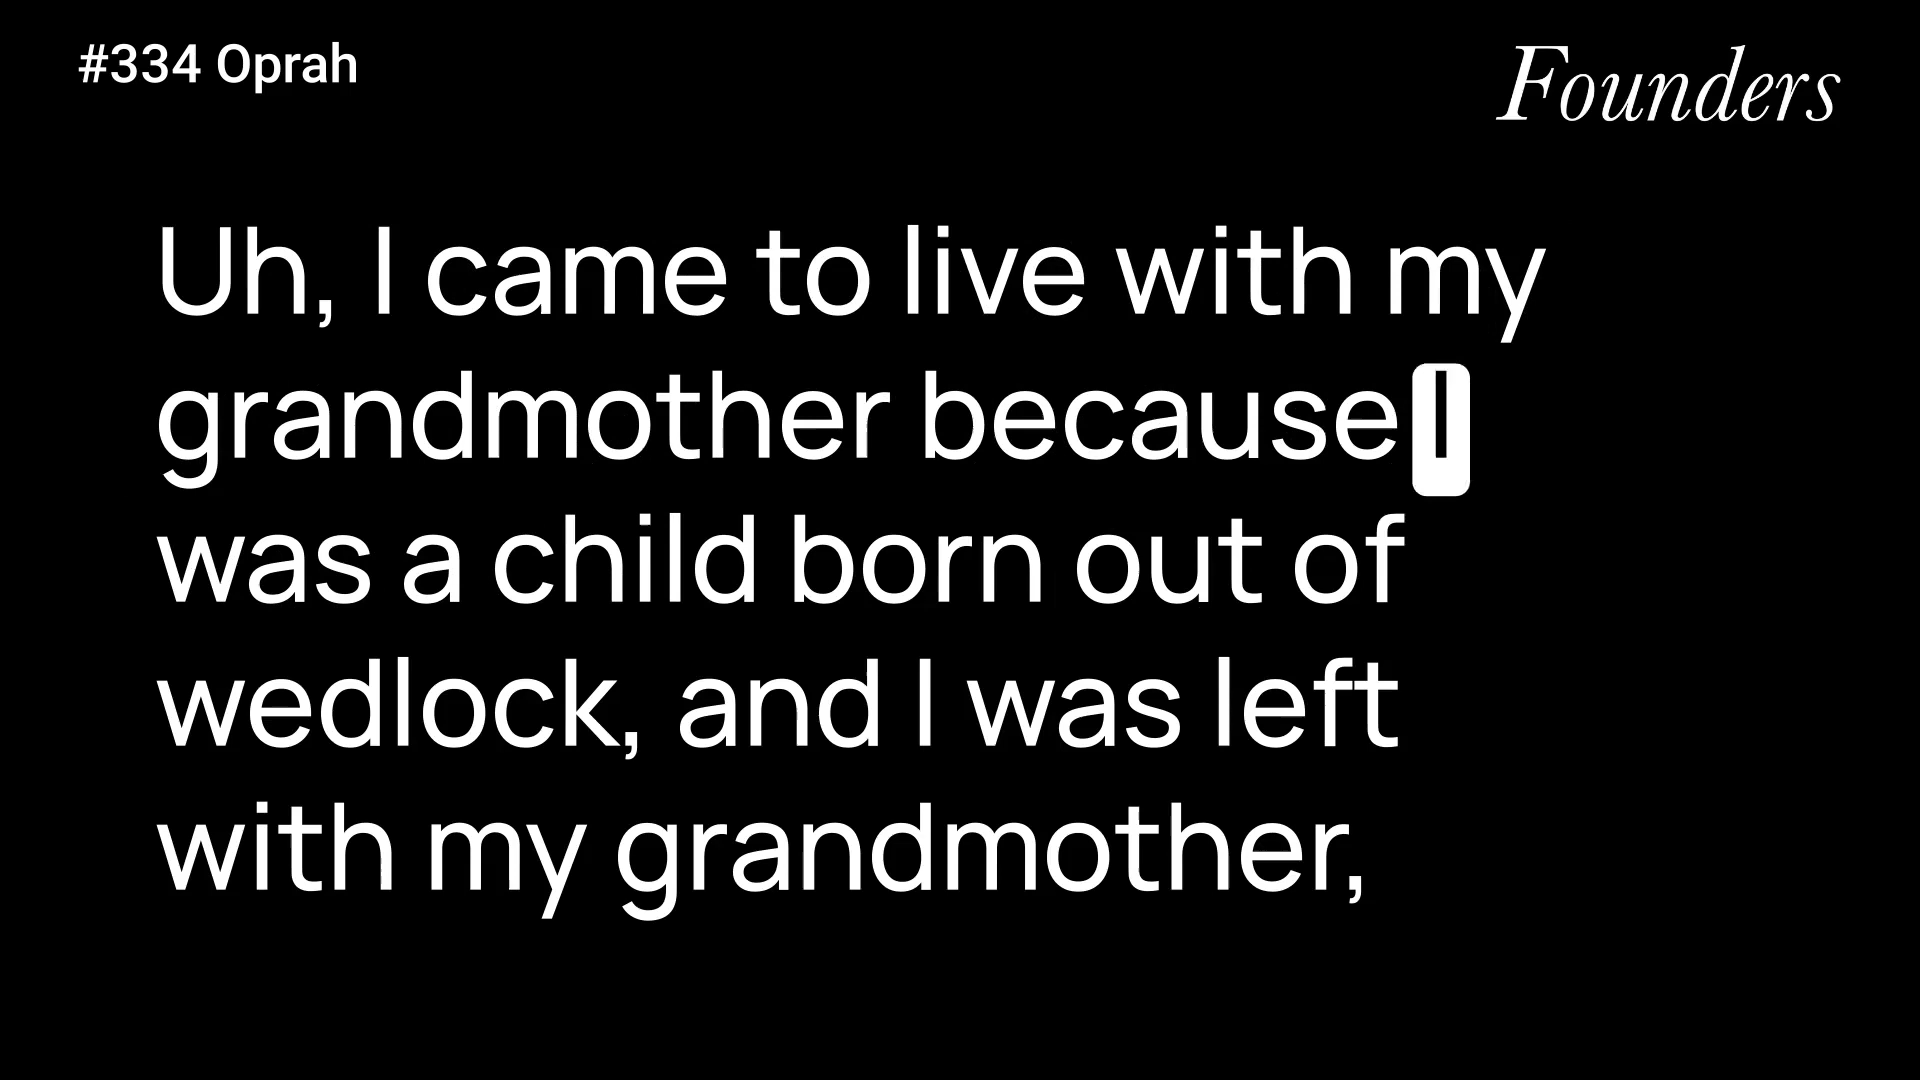 #334 Oprah
Founders
Uh, I came to live with my
grandmother because I
was a child born out of
wedlock, and I was left
with my grandmother,